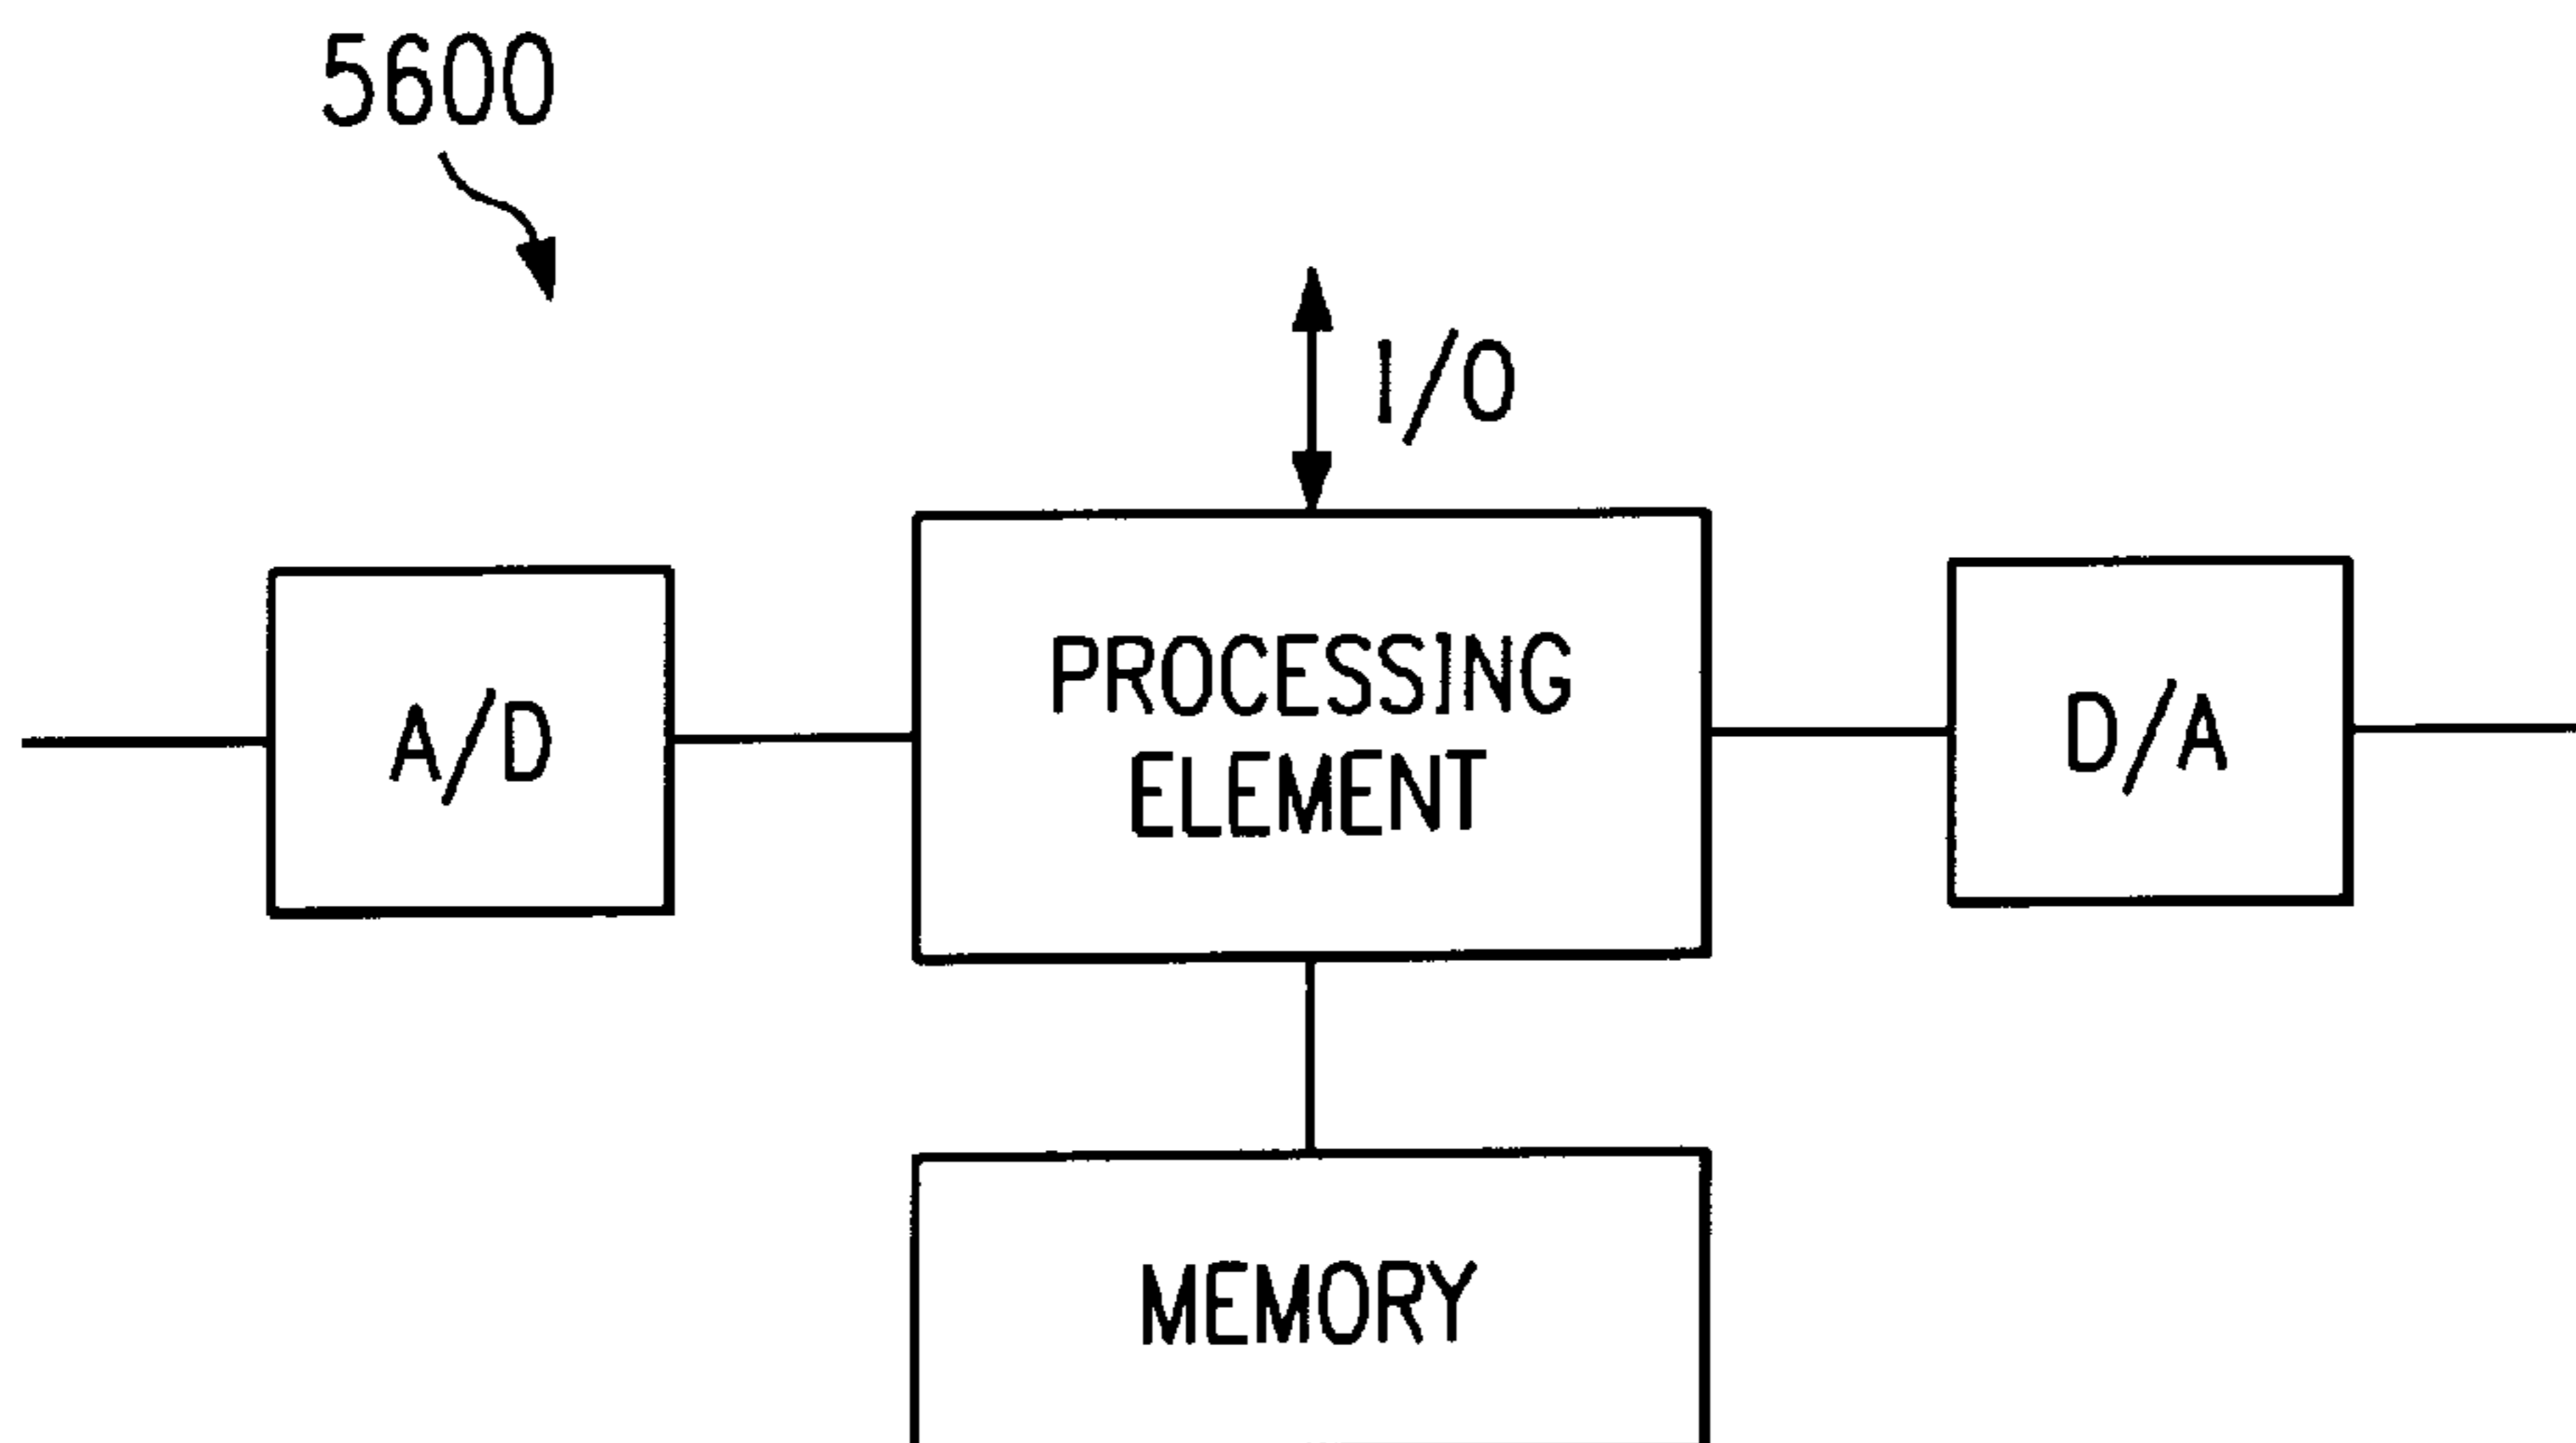 5600
I/O
A/D
PROCESSING
ELEMENT
D/A
MEMORY